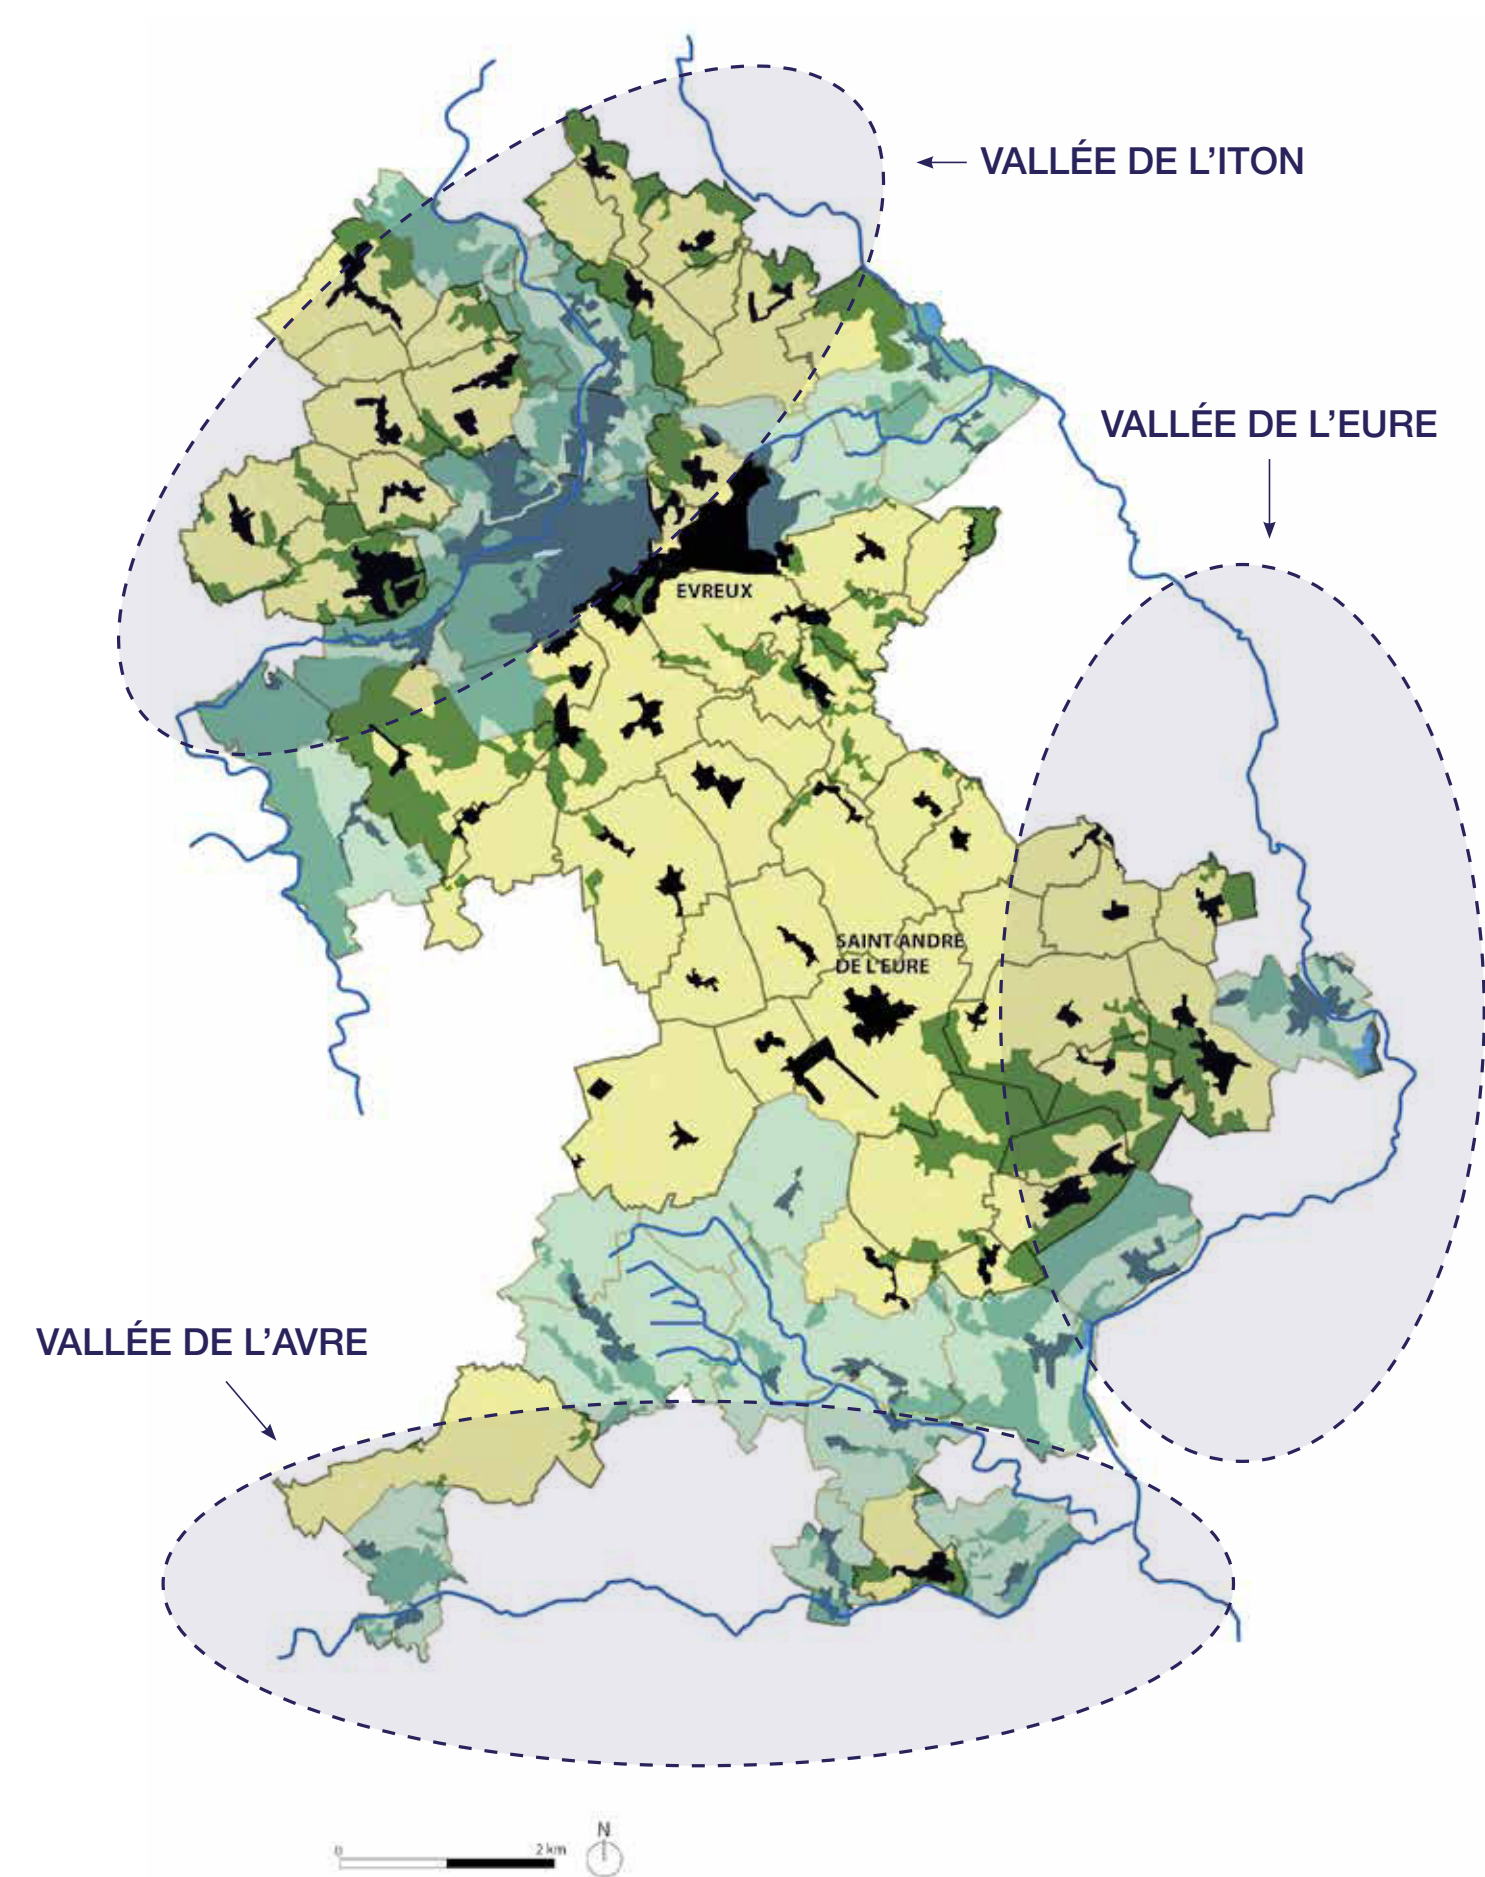 VALLÉE DE L'ITON
VALLÉE DE L'EURE
EVREUX
SAINT ANDRE
DE L'EURE
VALLÉE DE L'AVRE
N
0
2 km